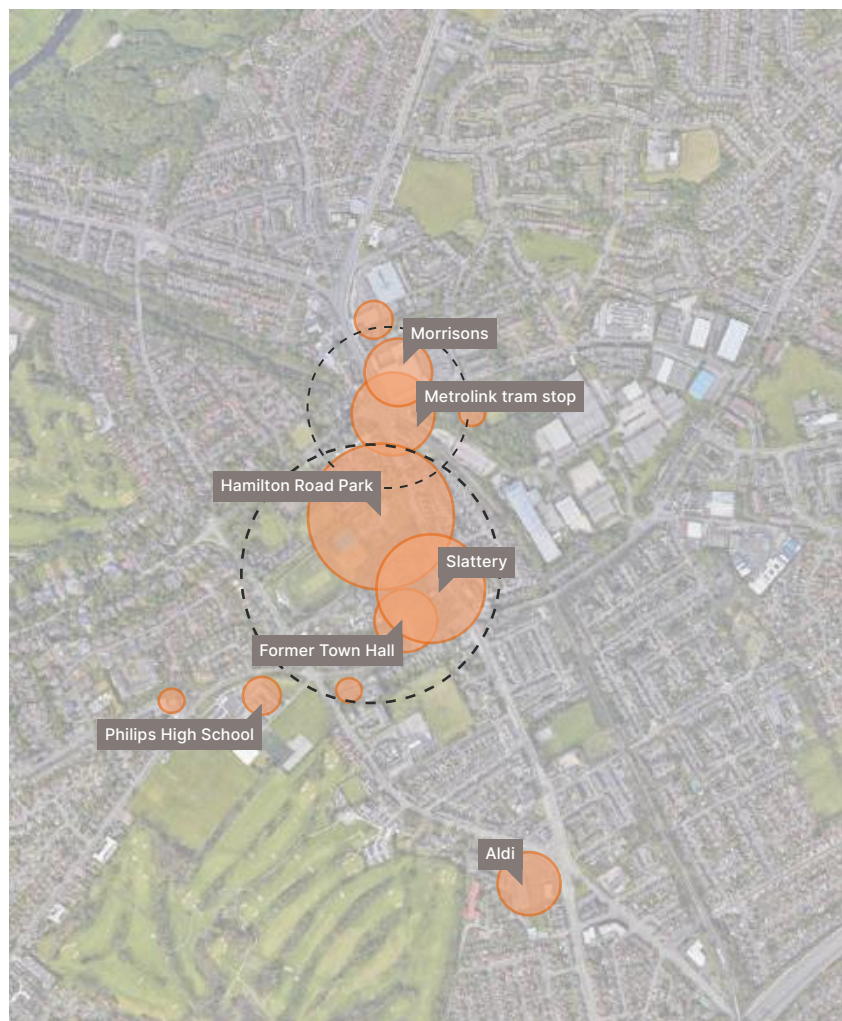 Morrisons
Metrolink tram stop
Hamilton Road Park
Slattery
Former Town Hall
Philips High School
Aldi